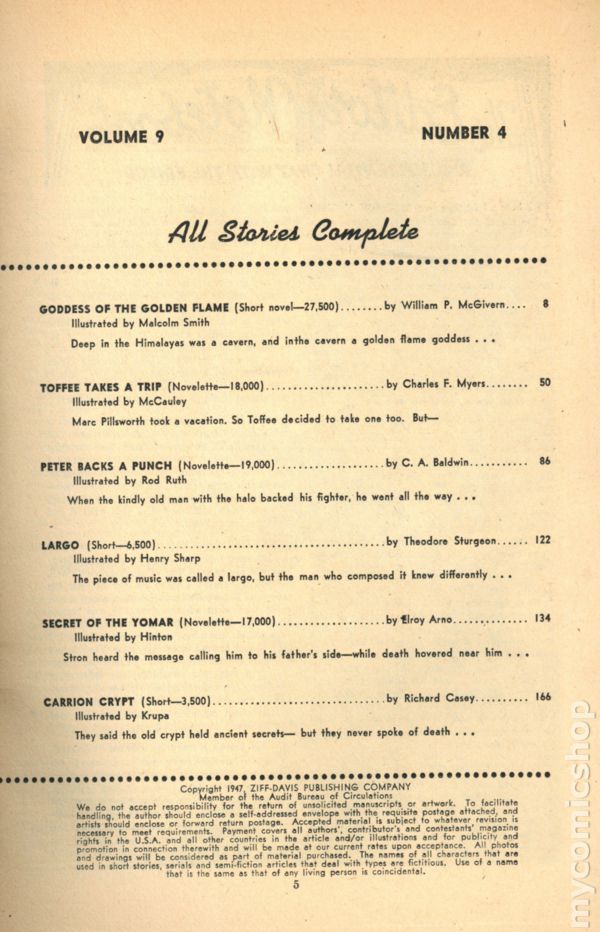 VOLUME 9 NUMBER 4
All Stories Complete
GODDESS OF THE GOLDEN FLAME (Short novel—27,500)........by William P. McGivern.... 8
Illustrated by Malcolm Smith
Deep in the Himalayas was a cavern, and inthe cavern a golden flame goddess . . .
TOFFEE TAKES A TRIP (Novelette—18,000)........................by Charles F. Myers........ 50
Illustrated by McCauley
Marc Pillsworth took a vacation. So Toffee decided to take one too. But—
PETER BACKS A PUNCH (Novelette—19,000)......................by C. A. Baldwin........... 86
Illustrated by Rod Ruth
When the kindly old man with the halo backed his fighter, he went all the way . . .
LARGO (Short—6,500)..........................................by Theodore Sturgeon...... 122
Illustrated by Henry Sharp
The piece of music was called a largo, but the man who composed it knew differently . . .
SECRET OF THE YOMAR (Novelette—17,000)....................by Elroy Arno.............. 134
Illustrated by Hinton
Stron heard the message calling him to his father's side—while death hovered near him . . .
CARRION CRYPT (Short—3,500)................................by Richard Casey.......... 166
Illustrated by Krupa
They said the old crypt held ancient secrets— but they never spoke of death . . .
Copyright 1947, ZIFF-DAVIS PUBLISHING COMPANY
Member of the Audit Bureau of Circulations
We do not accept responsibility for the return of unsolicited manuscripts or artwork. To facilitate
handling, the author should enclose a self-addressed envelope with the requisite postage attached, and
artists should enclose or forward return postage. Accepted material is subject to whatever revision is
necessary to meet requirements. Payment covers all authors', contributor's and contestants' magazine
rights in the U.S.A. and all other countries in the article and/or illustrations and for publicity and
promotion in connection therewith and will be made at our current rates upon acceptance. All photos
and drawings will be considered as part of material purchased. The names of all characters that are
used in short stories, serials and semi-fiction articles that deal with types are fictitious. Use of a name
that is the same as that of any living person is coincidental.
5
mycomicshop